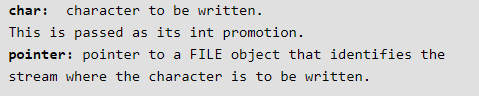 char:  character to be written.
This is passed as its int promotion.
pointer: pointer to a FILE object that identifies the
stream where the character is to be written.